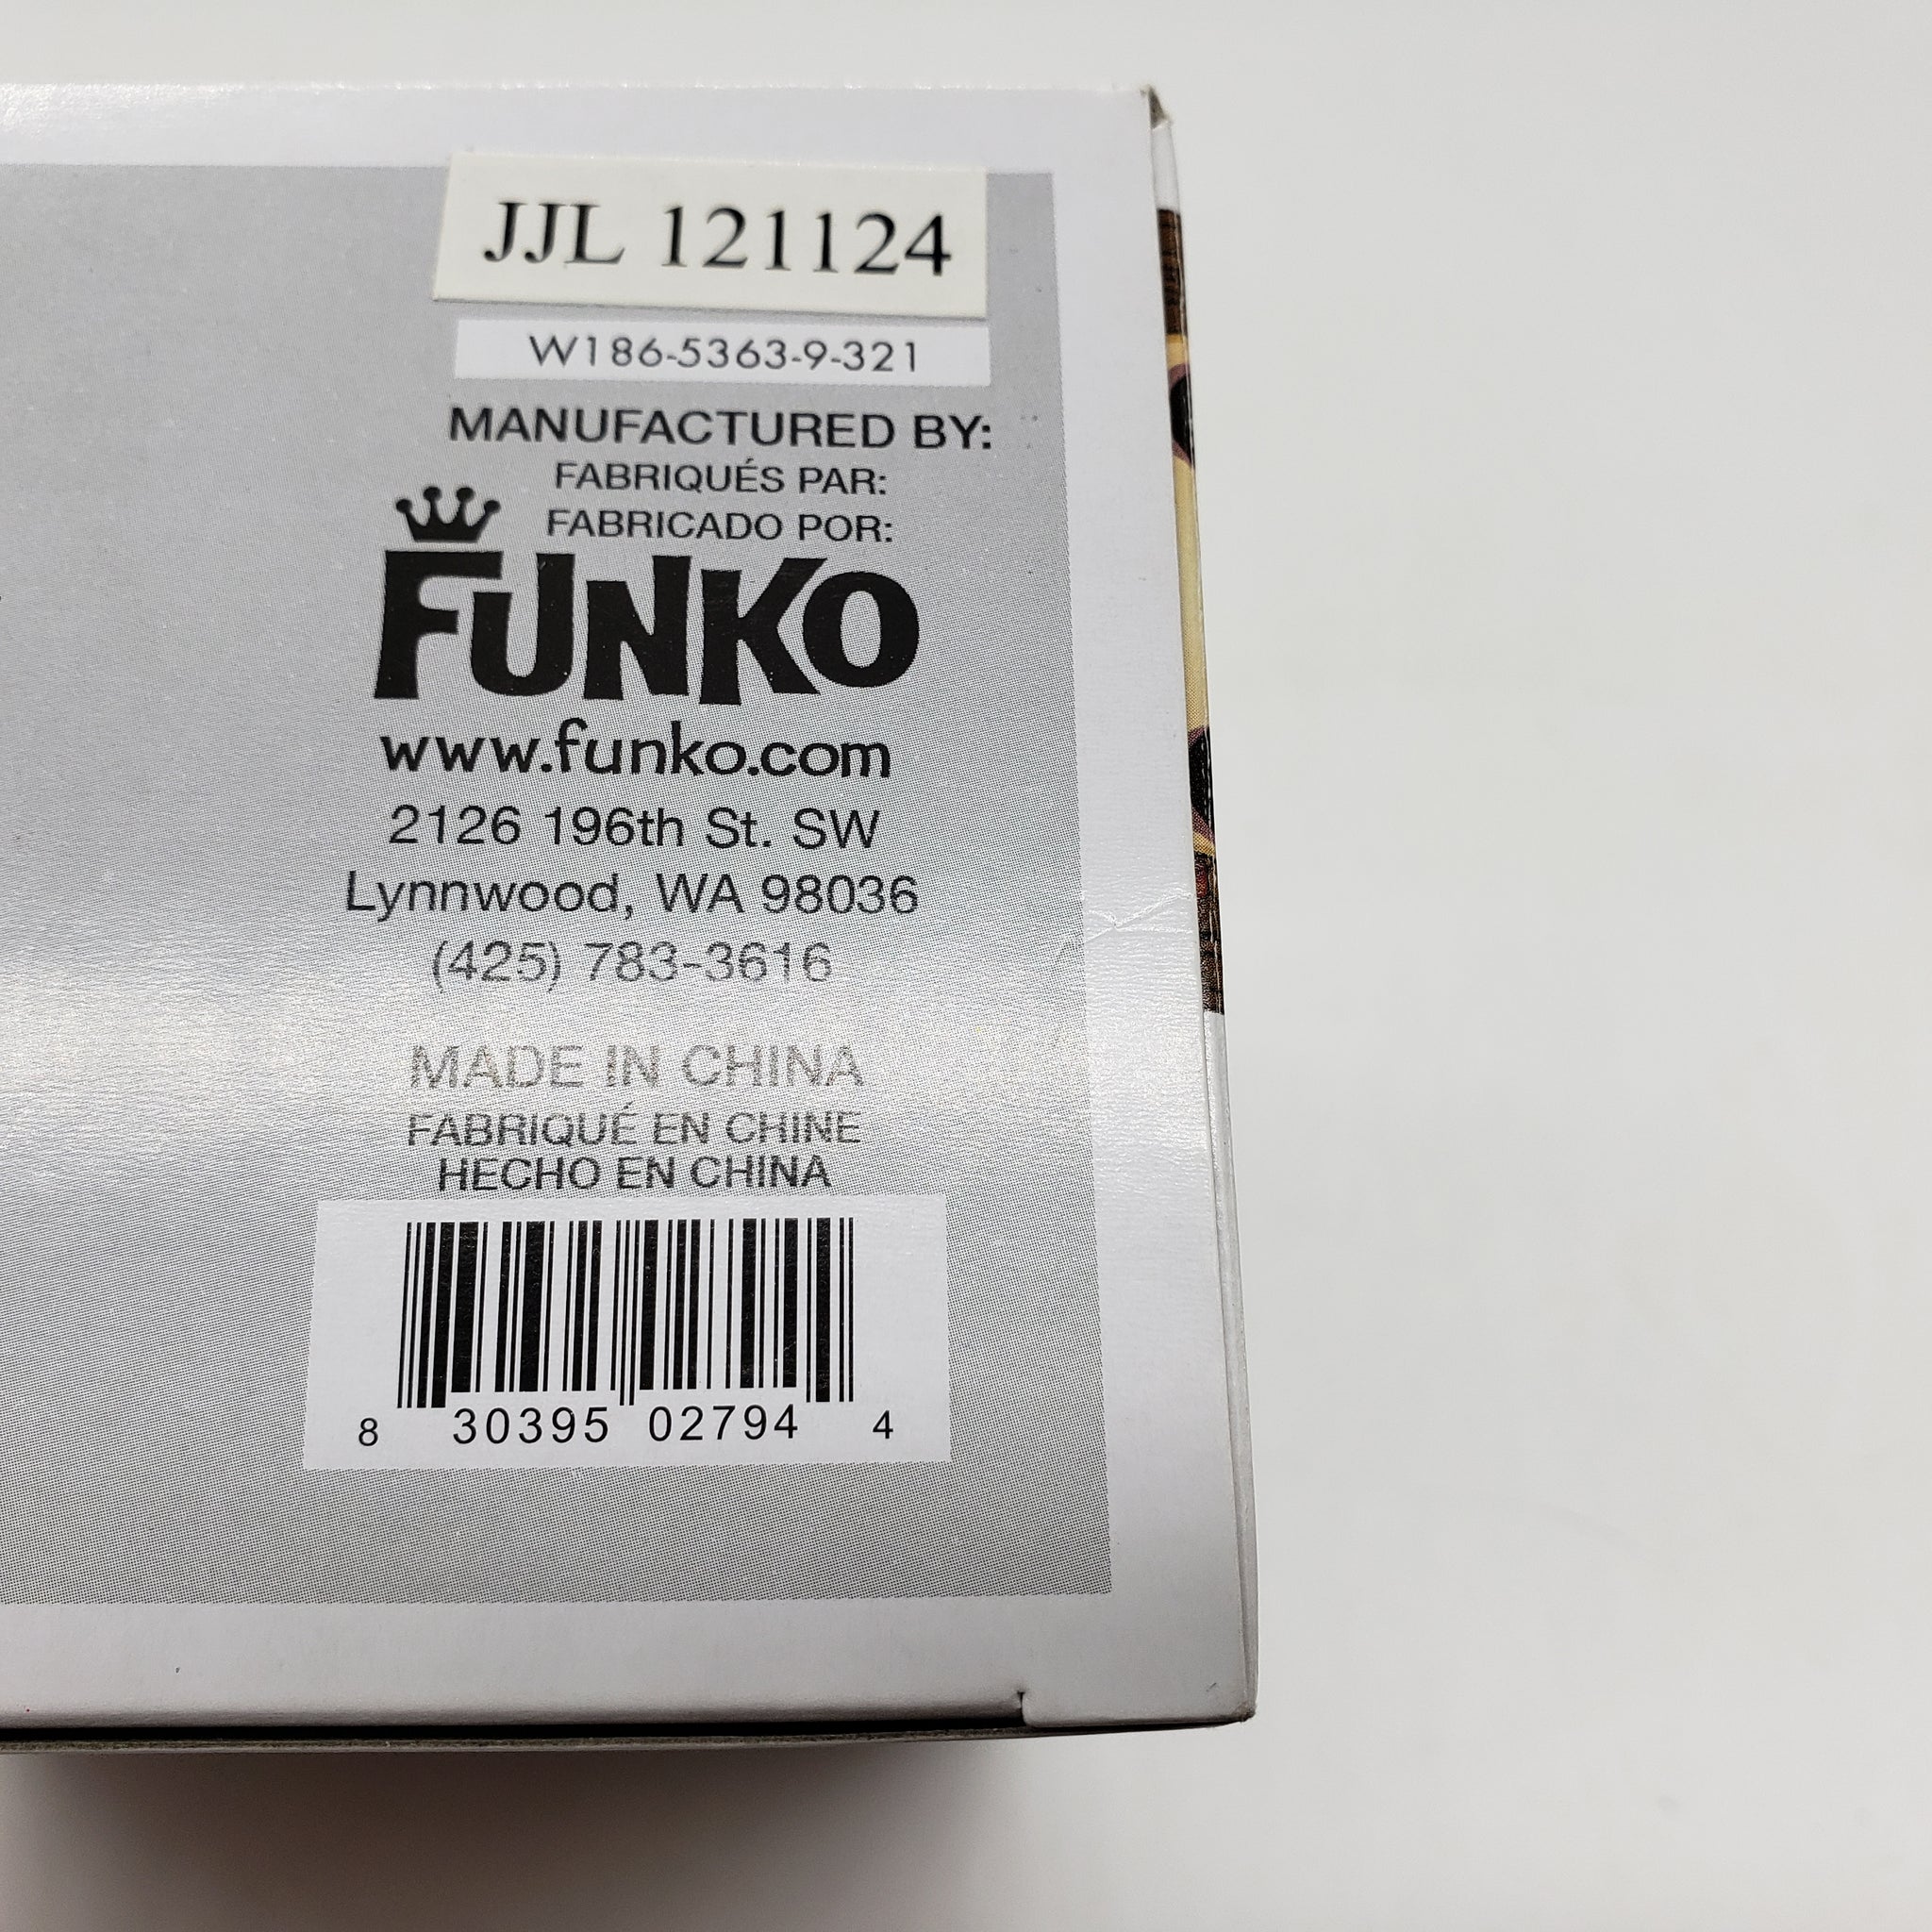 JJL 121124
W186-5363-9-321
MANUFACTURED BY:
FABRIQUÉS PAR:
FABRICADO POR:
FUNKO
www.funko.com
2126 196th St. SW
Lynnwood, WA 98036
(425) 783-3616
MADE IN CHINA
FABRIQUÉ EN CHINE
HECHO EN CHINA
8 30395 02794 4